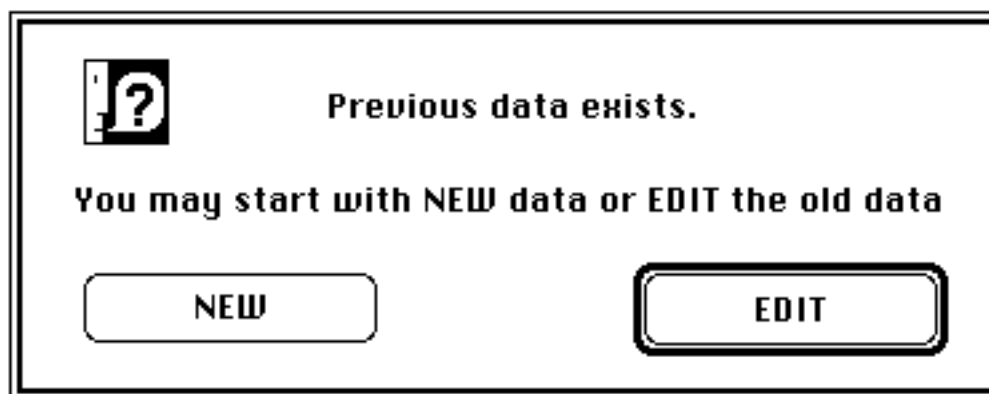 ?
Previous data exists.
You may start with NEW data or EDIT the old data
NEW
EDIT